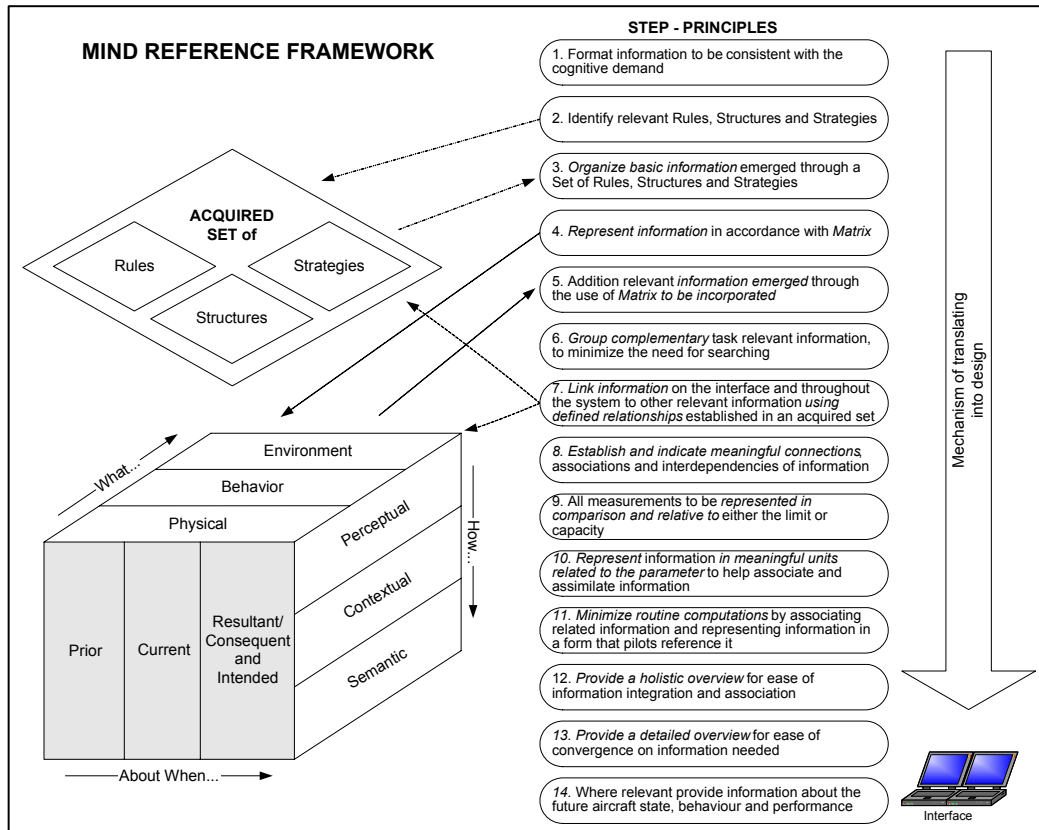 MIND REFERENCE FRAMEWORK
STEP - PRINCIPLES
1. Format information to be consistent with the
cognitive demand
2. Identify relevant Rules, Structures and Strategies
3. Organize basic information emerged through a
Set of Rules, Structures and Strategies
4. Represent information in accordance with Matrix
5. Addition relevant information emerged through
the use of Matrix to be incorporated
6. Group complementary task relevant information,
to minimize the need for searching
7. Link information on the interface and throughout
the system to other relevant information using
defined relationships established in an acquired set
8. Establish and indicate meaningful connections,
associations and interdependencies of information
9. All measurements to be represented in
comparison and relative to either the limit or
capacity
10. Represent information in meaningful units
related to the parameter to help associate and
assimilate information
11. Minimize routine computations by associating
related information and representing information in
a form that pilots reference it
12. Provide a holistic overview for ease of
information integration and association
13. Provide a detailed overview for ease of
convergence on information needed
14. Where relevant provide information about the
future aircraft state, behaviour and performance
ACQUIRED
SET of
Rules
Strategies
Structures
What...
Environment
Behavior
Physical
How...
Perceptual
Contextual
Semantic
Prior
Current
Resultant/
Consequent
and
Intended
About When...
Mechanism of translating
into design
Interface